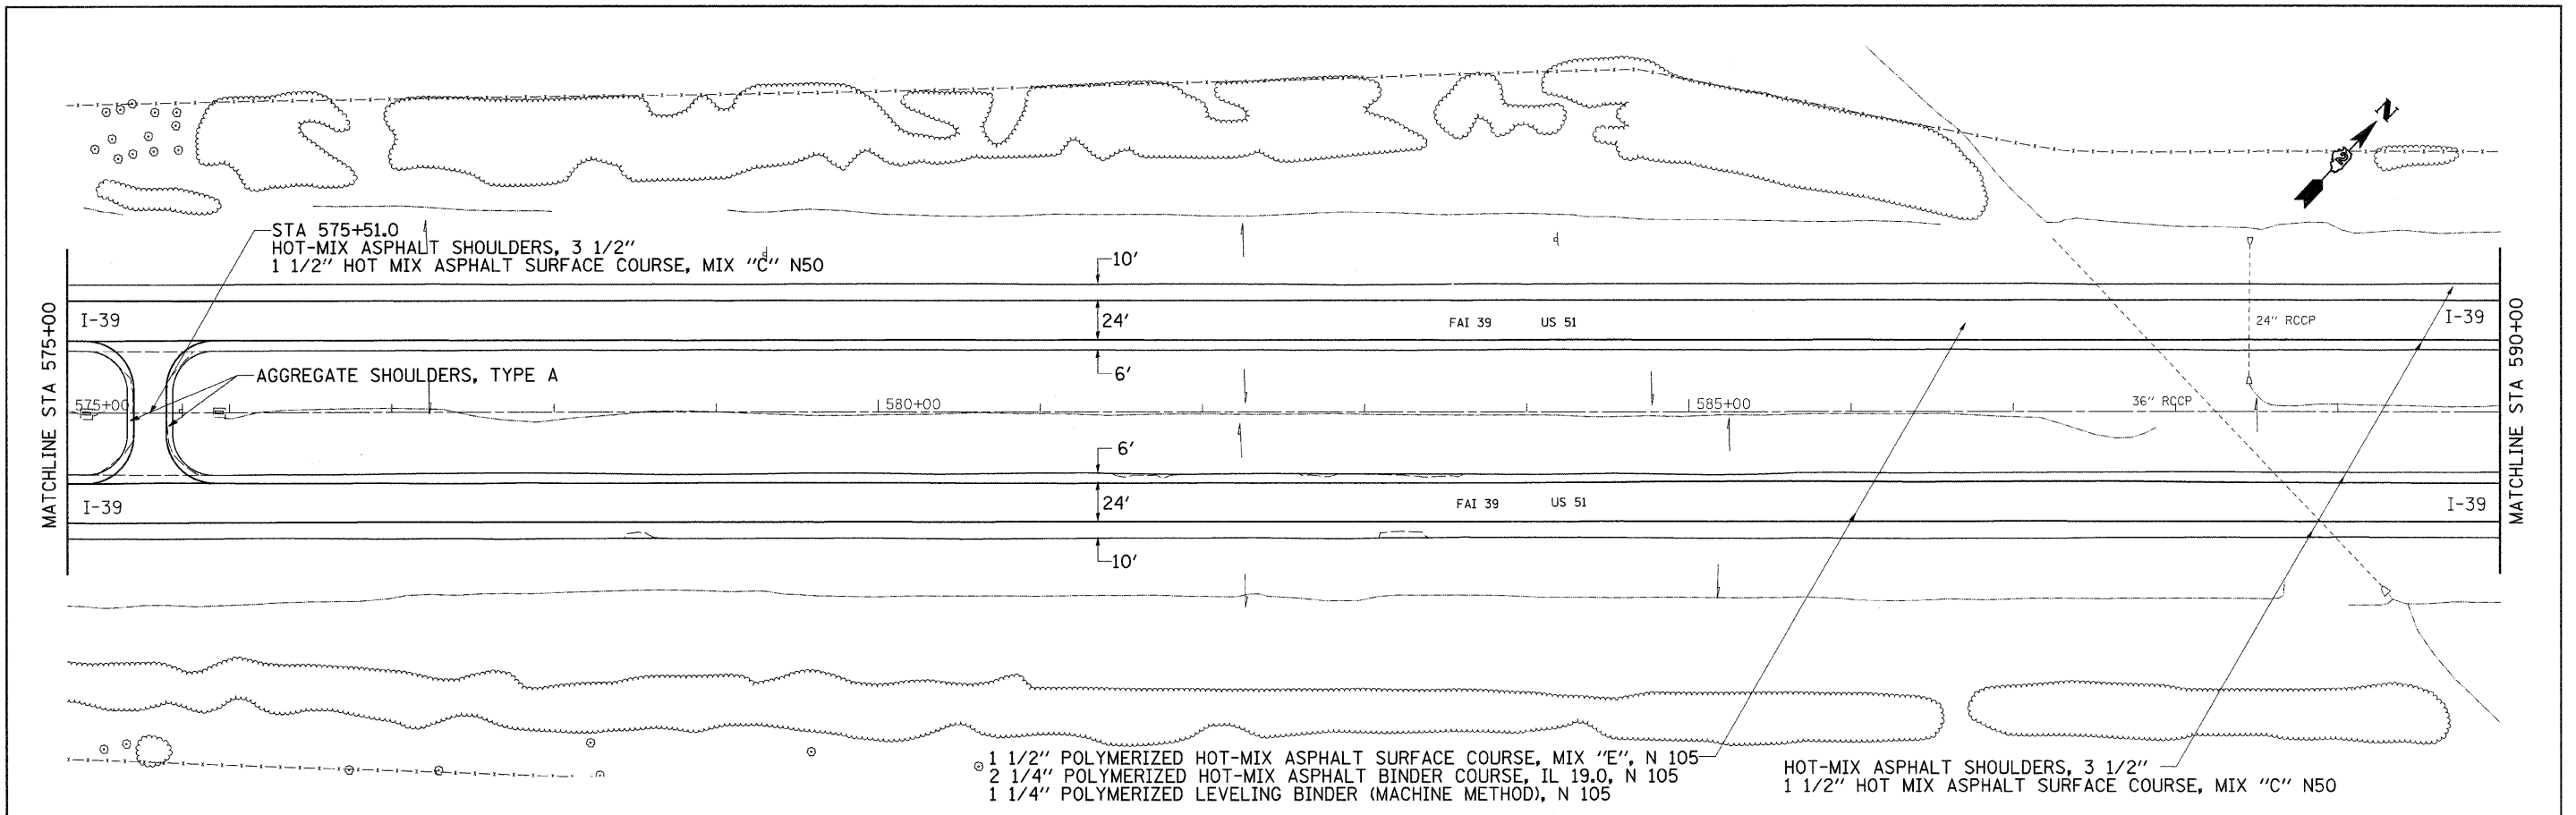 N
2
STA 575+51.0
HOT-MIX ASPHALT SHOULDERS, 3 1/2"
1 1/2" HOT MIX ASPHALT SURFACE COURSE, MIX "C" N50
10'
MATCHLINE STA 575+00
I-39
24'
FAI 39 US 51
24" RCCP
I-39
MATCHLINE STA 590+00
6'
AGGREGATE SHOULDERS, TYPE A
575+00
580+00
585+00
36" RCCP
6'
I-39
24'
FAI 39 US 51
I-39
10'
1 1/2" POLYMERIZED HOT-MIX ASPHALT SURFACE COURSE, MIX "E", N 105
2 1/4" POLYMERIZED HOT-MIX ASPHALT BINDER COURSE, IL 19.0, N 105
1 1/4" POLYMERIZED LEVELING BINDER (MACHINE METHOD), N 105
HOT-MIX ASPHALT SHOULDERS, 3 1/2"
1 1/2" HOT MIX ASPHALT SURFACE COURSE, MIX "C" N50